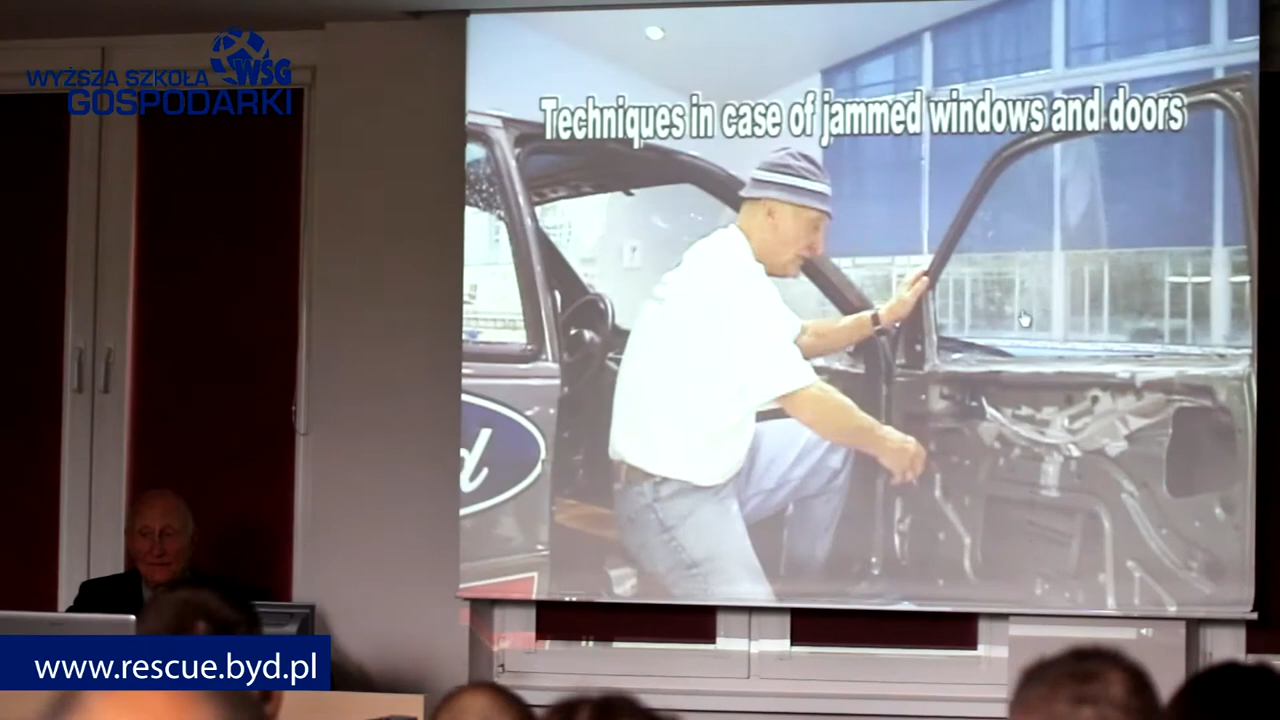 WYŻSZA SZKOŁA WSG
GOSPODARKI
Techniques in case of jammed windows and doors
d
www.rescue.byd.pl